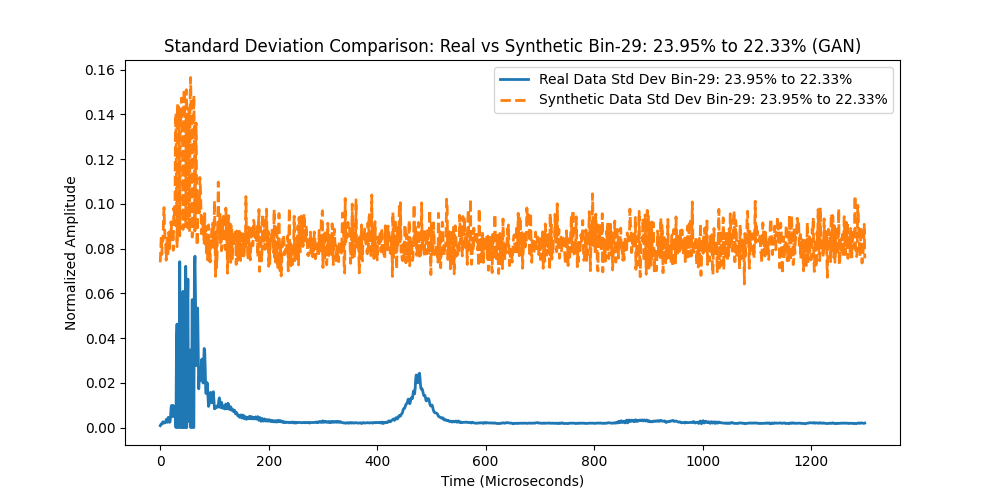 Standard Deviation Comparison: Real vs Synthetic Bin-29: 23.95% to 22.33% (GAN)
Real Data Std Dev Bin-29: 23.95% to 22.33%
Synthetic Data Std Dev Bin-29: 23.95% to 22.33%
Normalized Amplitude
0.16
0.14
0.12
0.10
0.08
0.06
0.04
0.02
0.00
0 200 400 600 800 1000 1200
Time (Microseconds)